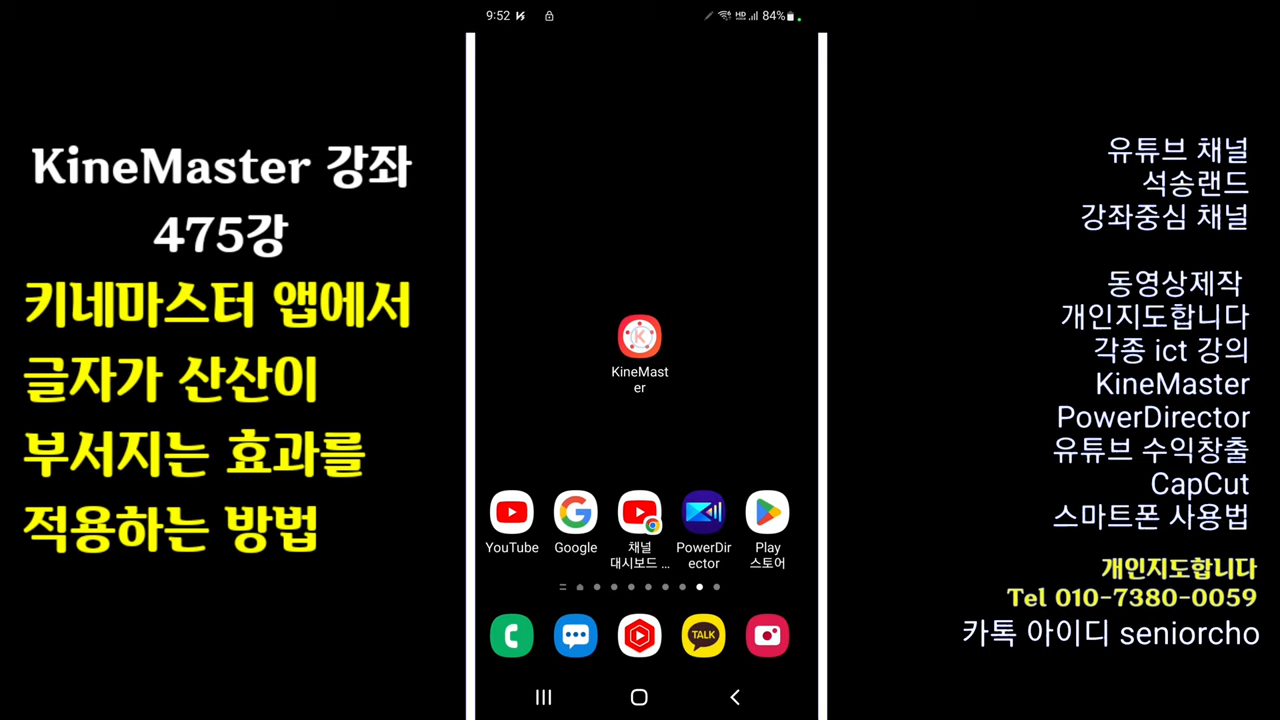 KineMaster 강좌
475강
키네마스터 앱에서
글자가 산산이
부서지는 효과를
적용하는 방법
9:52
HD
84%
KineMast
er
YouTube
Google
채널
대시보드 ...
PowerDir
ector
Play
스토어
TALK
유튜브 채널
석송랜드
강좌중심 채널
동영상제작
개인지도합니다
각종 ict 강의
KineMaster
PowerDirector
유튜브 수익창출
CapCut
스마트폰 사용법
개인지도합니다
Tel 010-7380-0059
카톡 아이디 seniorcho